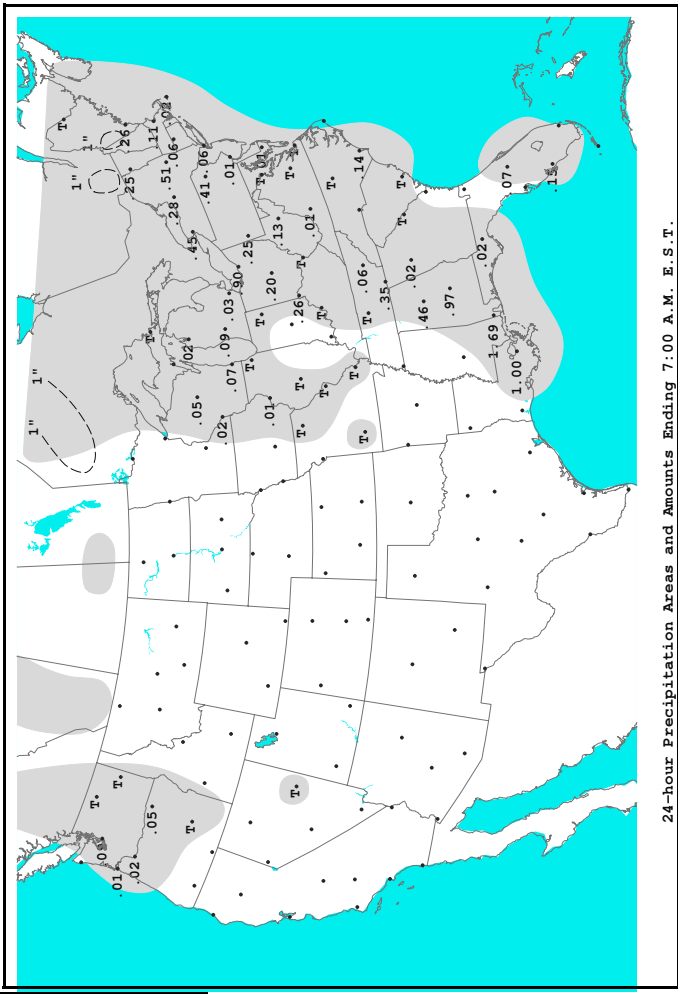 1"
1"
T
1"
1"
T
T
.01
.26
.25
.02
T
.05
.11
.51
.02
.28
.06
.02
T
.45
.05
.06
.41
.02
.09
.03
.01
.07
.90
.25
T
T
T
.01
.01
.20
.13
T
T
.26
T
T
T
.01
T
T
T
T
.14
.06
T
T
.35
T
T
.02
.46
.97
.02
1.69
.07
1.00
.15
24-hour Precipitation Areas and Amounts Ending 7:00 A.M. E.S.T.